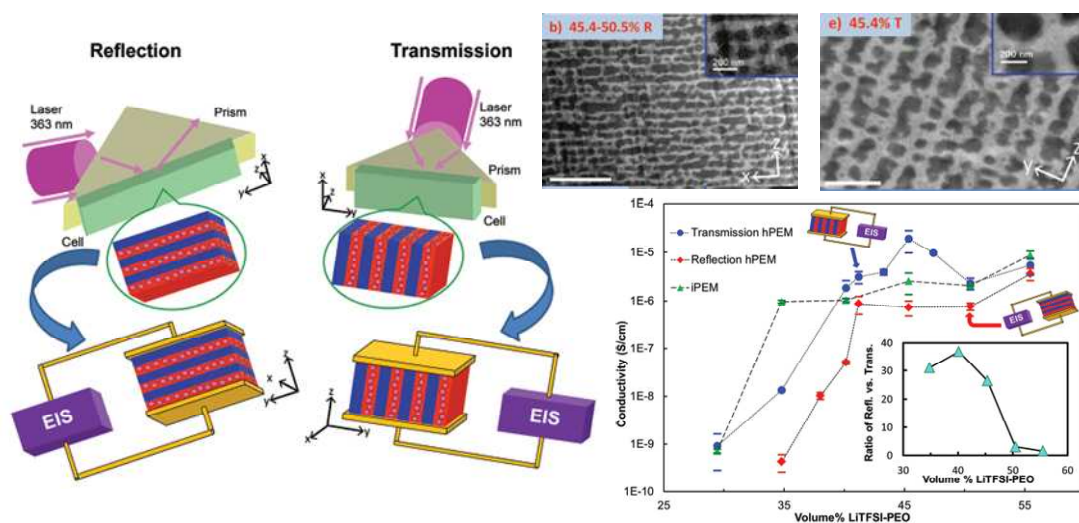 Reflection
Laser
363 nm
Prism
Cell
x
z
y
EIS
z
x
y
Transmission
Laser
363 nm
Prism
Cell
x
z
y
z
x
y
EIS
b) 45.4-50.5% R
200 nm
Z
X
e) 45.4% T
200 nm
Z
Y
Conductivity (S/cm)
1E-4
1E-5
1E-6
1E-7
1E-8
1E-9
1E-10
25
35
45
55
Volume% LiTFSI-PEO
Transmission hPEM
Reflection hPEM
iPEM
EIS
EIS
Ratio of Refl. vs. Trans.
40
30
20
10
0
30
40
50
60
Volume % LiTFSI-PEO